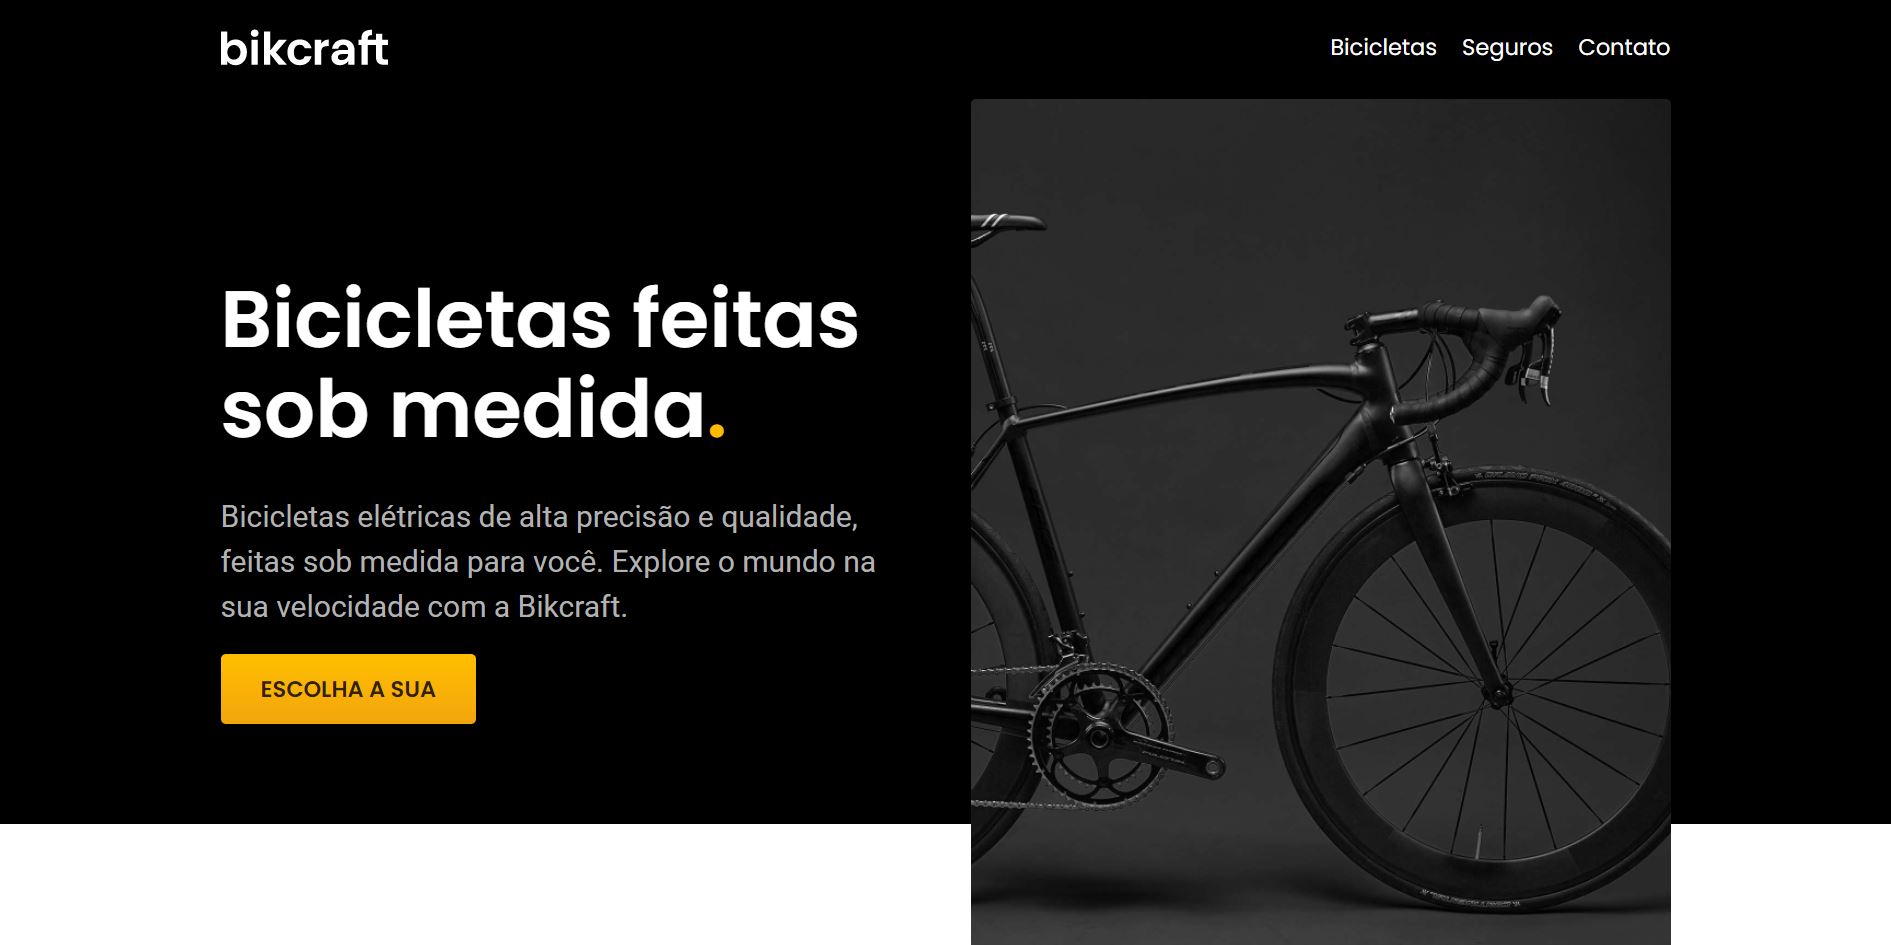 bikcraft
Bicicletas Seguros Contato
Bicicletas feitas
sob medida.
Bicicletas elétricas de alta precisão e qualidade,
feitas sob medida para você. Explore o mundo na
sua velocidade com a Bikcraft.
ESCOLHA A SUA